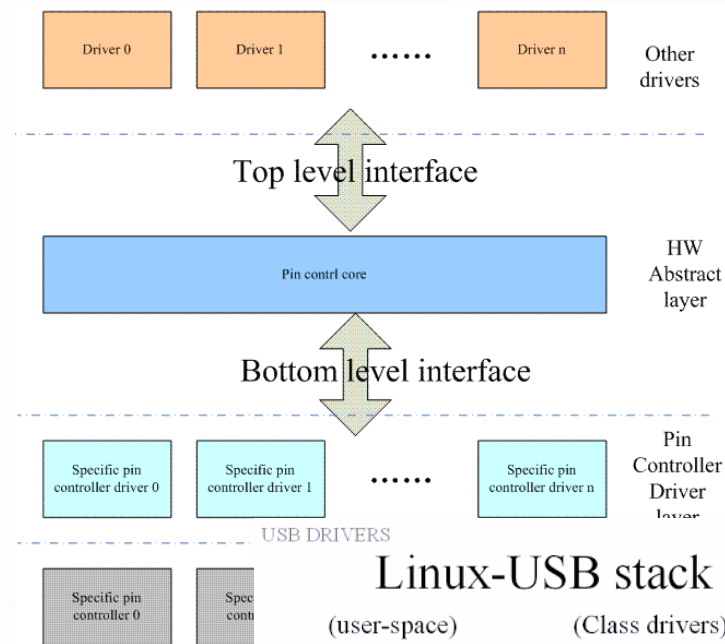 Driver 0
Driver 1
......
Driver n
Other
drivers
Top level interface
Pin contrl core
HW
Abstract
layer
Bottom level interface
Specific pin
controller driver 0
Specific pin
controller driver 1
......
Specific pin
controller driver n
Pin
Controller
Driver
layer
USB DRIVERS
Specific pin
controller 0
Linux-USB stack
(user-space)
(Class drivers)